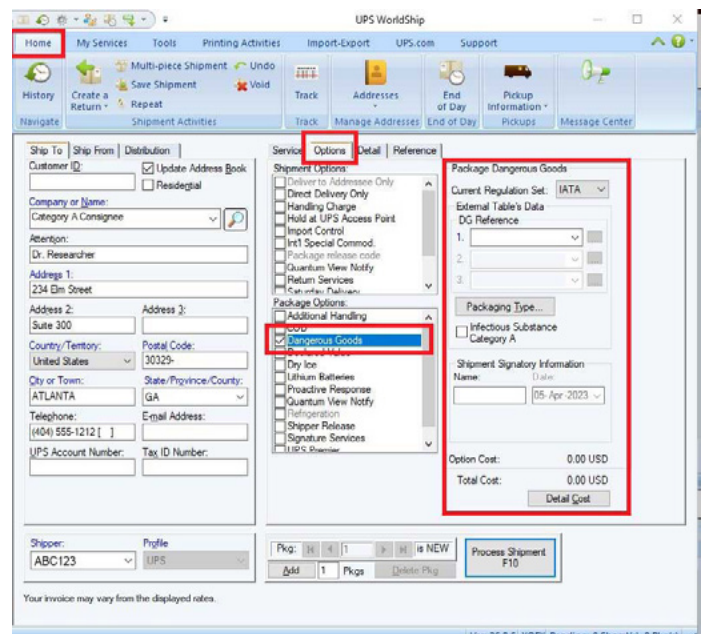 UPS WorldShip
Home My Services Tools Printing Activities Import-Export UPS.com Support
History
Create a Return
Multi-piece Shipment
Save Shipment
Repeat
Undo
Void
Track
Addresses
End of Day
Pickup Information
Navigate Shipment Activities Track Manage Addresses End of Day Pickups Message Center
Ship To Ship From Distribution
Customer ID:
Update Address Book
Residential
Company or Name:
Category A Consignee
Attention:
Dr. Researcher
Address 1:
234 Elm Street
Address 2: Address 3:
Suite 300
Country/Territory: Postal Code:
United States 30329-
City or Town: State/Province/County:
ATLANTA GA
Telephone: E-mail Address:
(404) 555-1212 [ ]
UPS Account Number: Tax ID Number:
Shipper: Profile
ABC123 UPS
Your invoice may vary from the displayed rates.
Service Options Detail Reference
Shipment Options:
Deliver to Addressee Only
Direct Delivery Only
Handling Charge
Hold at UPS Access Point
Import Control
Int'l Special Commod.
Package release code
Quantum View Notify
Return Services
Saturday Delivery
Package Options:
Additional Handling
COD
Dangerous Goods
Declared Value
Dry Ice
Lithium Batteries
Proactive Response
Quantum View Notify
Refrigeration
Shipper Release
Signature Services
UPS Premier
Package Dangerous Goods
Current Regulation Set: IATA
External Table's Data
DG Reference
1.
2.
3.
Packaging Type...
Infectious Substance
Category A
Shipment Signatory Information
Name: Date:
05-Apr-2023
Option Cost: 0.00 USD
Total Cost: 0.00 USD
Detail Cost
Pkg: 1 is NEW
Add 1 Pkgs Delete Pkg
Process Shipment
F10